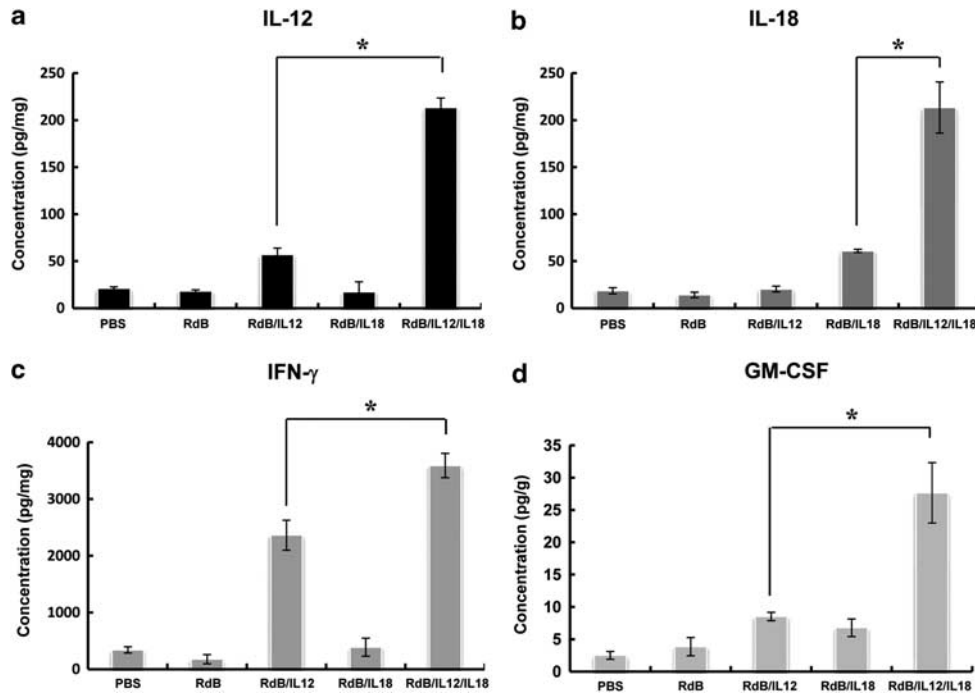 a
IL-12
*
Concentration (pg/mg)
250
200
150
100
50
0
PBS RdB RdB/IL12 RdB/IL18 RdB/IL12/IL18
b
IL-18
*
Concentration (pg/mg)
250
200
150
100
50
0
PBS RdB RdB/IL12 RdB/IL18 RdB/IL12/IL18
c
IFN-γ
*
Concentration (pg/mg)
4000
3000
2000
1000
0
PBS RdB RdB/IL12 RdB/IL18 RdB/IL12/IL18
d
GM-CSF
*
Concentration (pg/g)
35
30
25
20
15
10
5
0
PBS RdB RdB/IL12 RdB/IL18 RdB/IL12/IL18